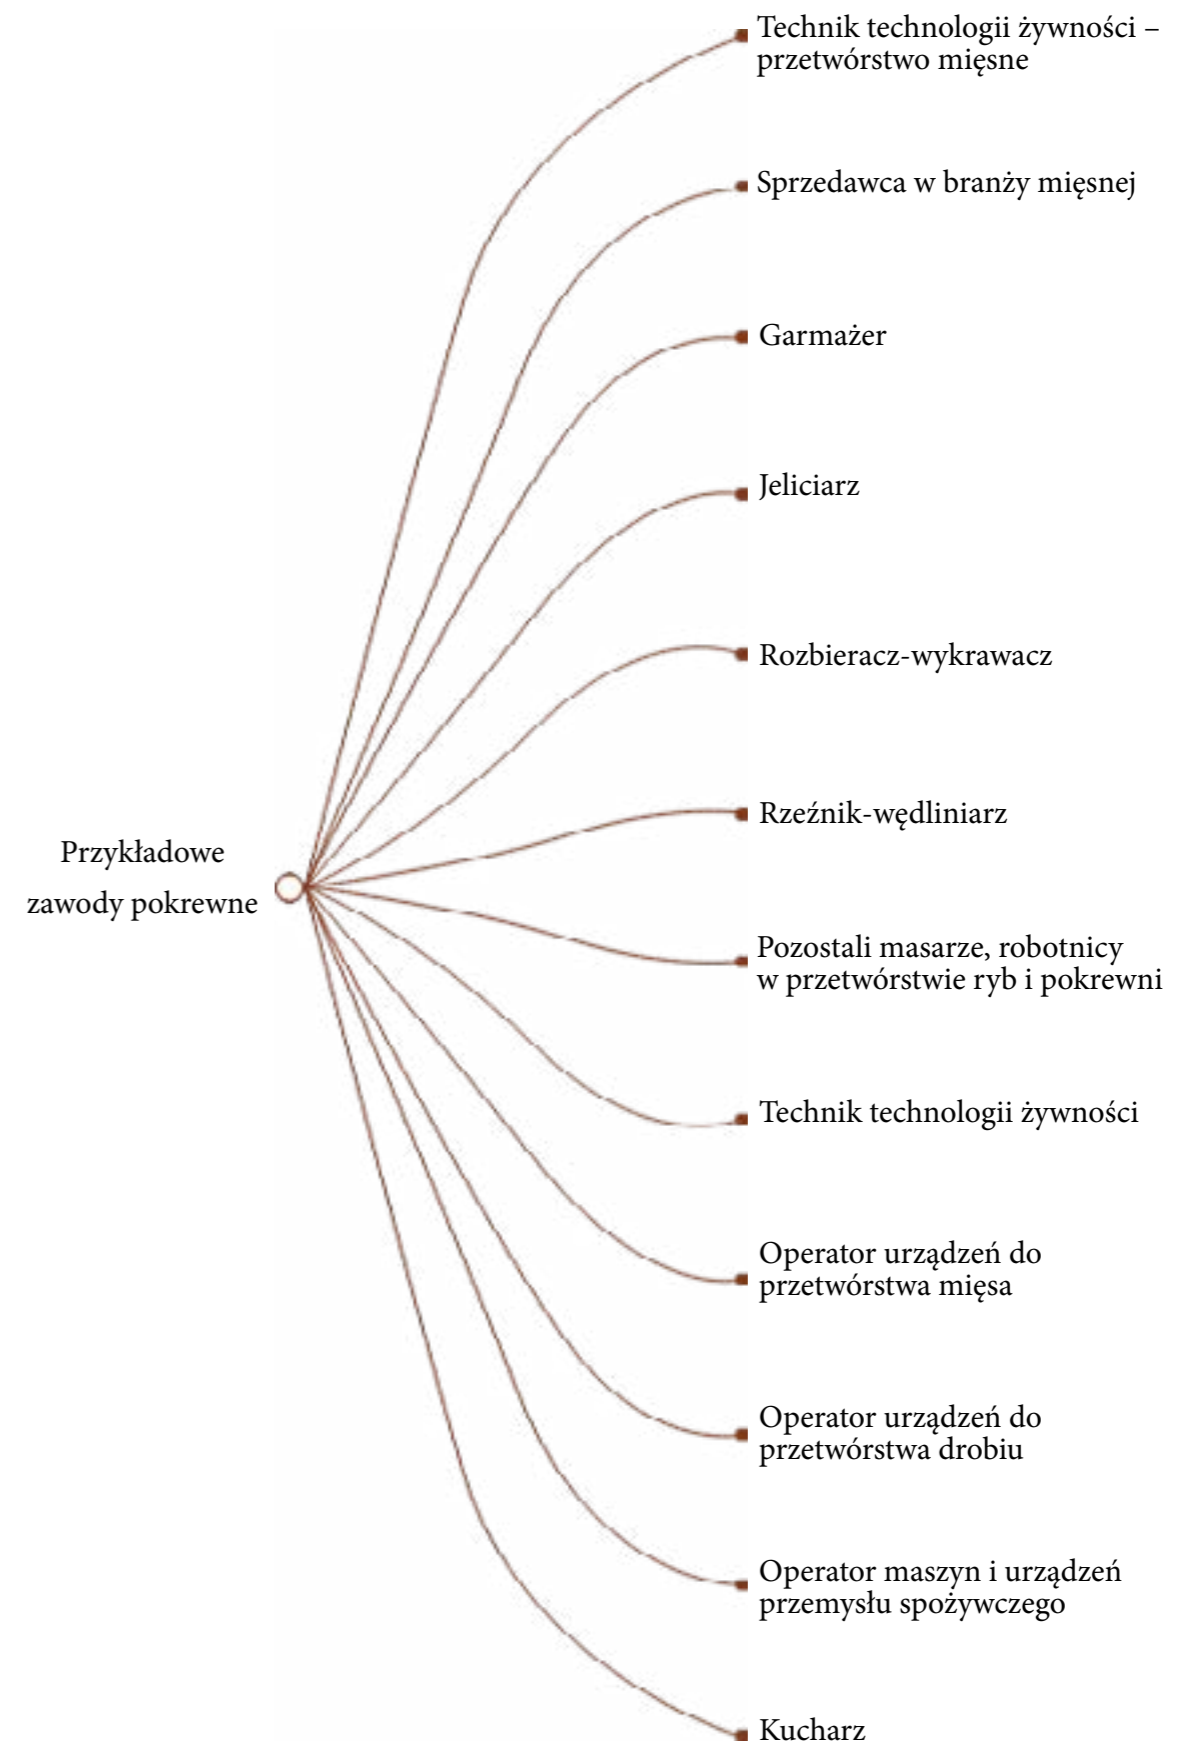 Technik technologii żywności –
przetwórstwo mięsne
Sprzedawca w branży mięsnej
Garmażer
Jeliciarz
Rozbieracz-wykrawacz
Rzeźnik-wędliniarz
Przykładowe
zawody pokrewne
Pozostali masarze, robotnicy
w przetwórstwie ryb i pokrewni
Technik technologii żywności
Operator urządzeń do
przetwórstwa mięsa
Operator urządzeń do
przetwórstwa drobiu
Operator maszyn i urządzeń
przemysłu spożywczego
Kucharz